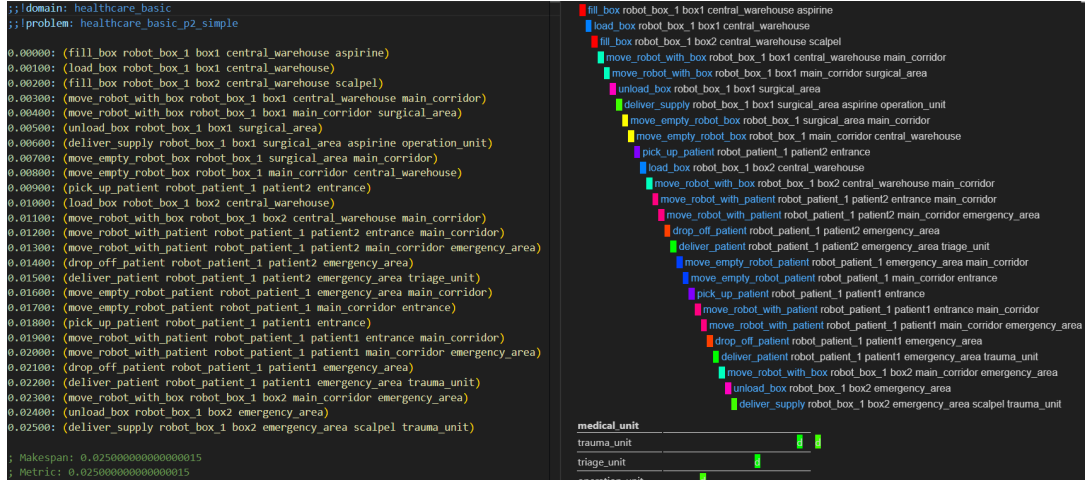 ;;!domain: healthcare_basic
;;!problem: healthcare_basic_p2_simple
0.00000: (fill_box robot_box_1 box1 central_warehouse aspirine)
0.00100: (load_box robot_box_1 box1 central_warehouse)
0.00200: (fill_box robot_box_1 box2 central_warehouse scalpel)
0.00300: (move_robot_with_box robot_box_1 box1 central_warehouse main_corridor)
0.00400: (move_robot_with_box robot_box_1 box1 main_corridor surgical_area)
0.00500: (unload_box robot_box_1 box1 surgical_area)
0.00600: (deliver_supply robot_box_1 box1 surgical_area aspirine operation_unit)
0.00700: (move_empty_robot_box robot_box_1 surgical_area main_corridor)
0.00800: (move_empty_robot_box robot_box_1 main_corridor central_warehouse)
0.00900: (pick_up_patient robot_patient_1 patient2 entrance)
0.01000: (load_box robot_box_1 box2 central_warehouse)
0.01100: (move_robot_with_box robot_box_1 box2 central_warehouse main_corridor)
0.01200: (move_robot_with_patient robot_patient_1 patient2 entrance main_corridor)
0.01300: (move_robot_with_patient robot_patient_1 patient2 main_corridor emergency_area)
0.01400: (drop_off_patient robot_patient_1 patient2 emergency_area)
0.01500: (deliver_patient robot_patient_1 patient2 emergency_area triage_unit)
0.01600: (move_empty_robot_patient robot_patient_1 emergency_area main_corridor)
0.01700: (move_empty_robot_patient robot_patient_1 main_corridor entrance)
0.01800: (pick_up_patient robot_patient_1 patient1 entrance)
0.01900: (move_robot_with_patient robot_patient_1 patient1 entrance main_corridor)
0.02000: (move_robot_with_patient robot_patient_1 patient1 main_corridor emergency_area)
0.02100: (drop_off_patient robot_patient_1 patient1 emergency_area)
0.02200: (deliver_patient robot_patient_1 patient1 emergency_area trauma_unit)
0.02300: (move_robot_with_box robot_box_1 box2 main_corridor emergency_area)
0.02400: (unload_box robot_box_1 box2 emergency_area)
0.02500: (deliver_supply robot_box_1 box2 emergency_area scalpel trauma_unit)
; Makespan: 0.025000000000000015
; Metric: 0.025000000000000015
fill_box robot_box_1 box1 central_warehouse aspirine
load_box robot_box_1 box1 central_warehouse
fill_box robot_box_1 box2 central_warehouse scalpel
move_robot_with_box robot_box_1 box1 central_warehouse main_corridor
move_robot_with_box robot_box_1 box1 main_corridor surgical_area
unload_box robot_box_1 box1 surgical_area
deliver_supply robot_box_1 box1 surgical_area aspirine operation_unit
move_empty_robot_box robot_box_1 surgical_area main_corridor
move_empty_robot_box robot_box_1 main_corridor central_warehouse
pick_up_patient robot_patient_1 patient2 entrance
load_box robot_box_1 box2 central_warehouse
move_robot_with_box robot_box_1 box2 central_warehouse main_corridor
move_robot_with_patient robot_patient_1 patient2 entrance main_corridor
move_robot_with_patient robot_patient_1 patient2 main_corridor emergency_area
drop_off_patient robot_patient_1 patient2 emergency_area
deliver_patient robot_patient_1 patient2 emergency_area triage_unit
move_empty_robot_patient robot_patient_1 emergency_area main_corridor
move_empty_robot_patient robot_patient_1 main_corridor entrance
pick_up_patient robot_patient_1 patient1 entrance
move_robot_with_patient robot_patient_1 patient1 entrance main_corridor
move_robot_with_patient robot_patient_1 patient1 main_corridor emergency_area
drop_off_patient robot_patient_1 patient1 emergency_area
deliver_patient robot_patient_1 patient1 emergency_area trauma_unit
move_robot_with_box robot_box_1 box2 main_corridor emergency_area
unload_box robot_box_1 box2 emergency_area
deliver_supply robot_box_1 box2 emergency_area scalpel trauma_unit
medical_unit
trauma_unit d d
triage_unit d